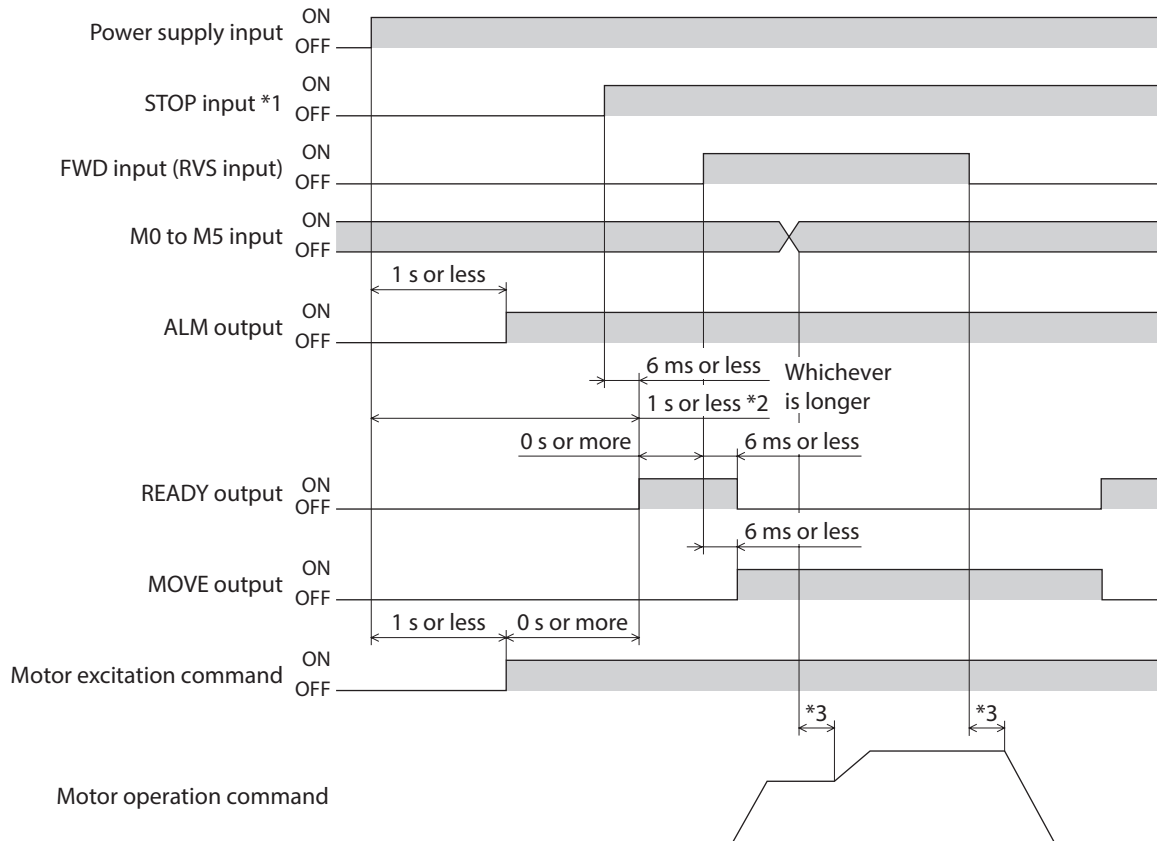 Power supply input
ON
OFF
STOP input *1
ON
OFF
FWD input (RVS input)
ON
OFF
M0 to M5 input
ON
OFF
1 s or less
ALM output
ON
OFF
6 ms or less
Whichever
is longer
1 s or less *2
0 s or more
6 ms or less
READY output
ON
OFF
6 ms or less
MOVE output
ON
OFF
1 s or less
0 s or more
Motor excitation command
ON
OFF
*3
*3
Motor operation command